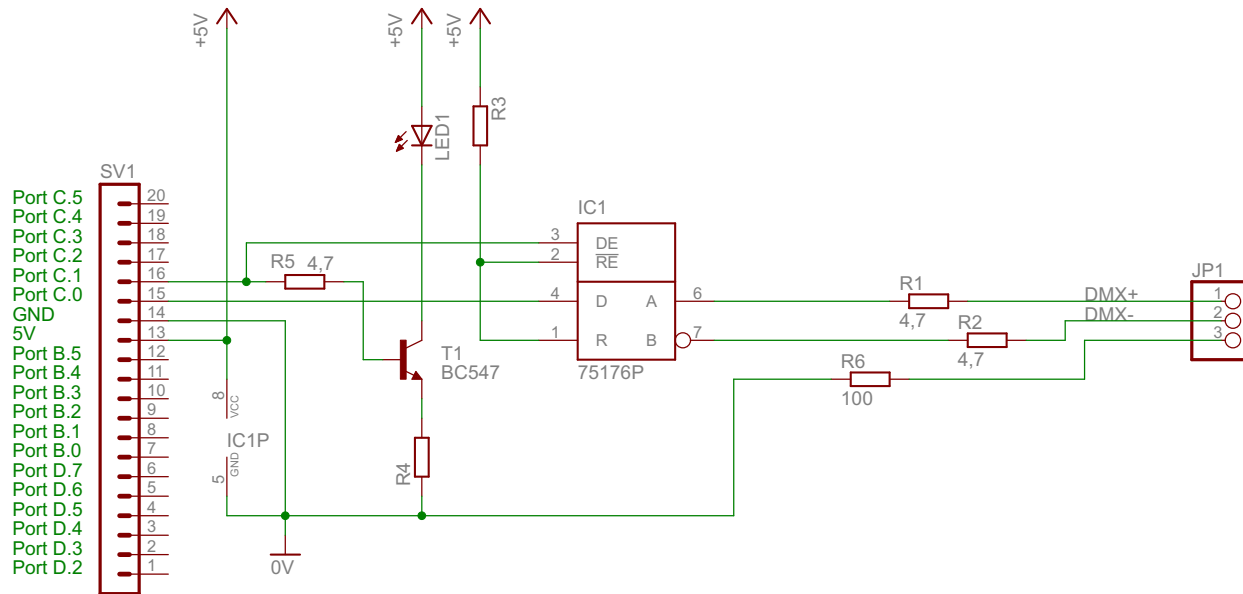 +5V
+5V
+5V
R3
LED1
SV1
Port C.5 20
Port C.4 19
Port C.3 18
Port C.2 17
Port C.1 16
Port C.0 15
GND 14
5V 13
Port B.5 12
Port B.4 11
Port B.3 10
Port B.2 9
Port B.1 8
Port B.0 7
Port D.7 6
Port D.6 5
Port D.5 4
Port D.4 3
Port D.3 2
Port D.2 1
R5 4,7
IC1
3 DE
2 RE
4 D A 6
1 R B 7
75176P
T1
BC547
R4
8 VCC
IC1P
5 GND
0V
R1
4,7
R2
4,7
R6
100
DMX+
DMX-
JP1
1
2
3